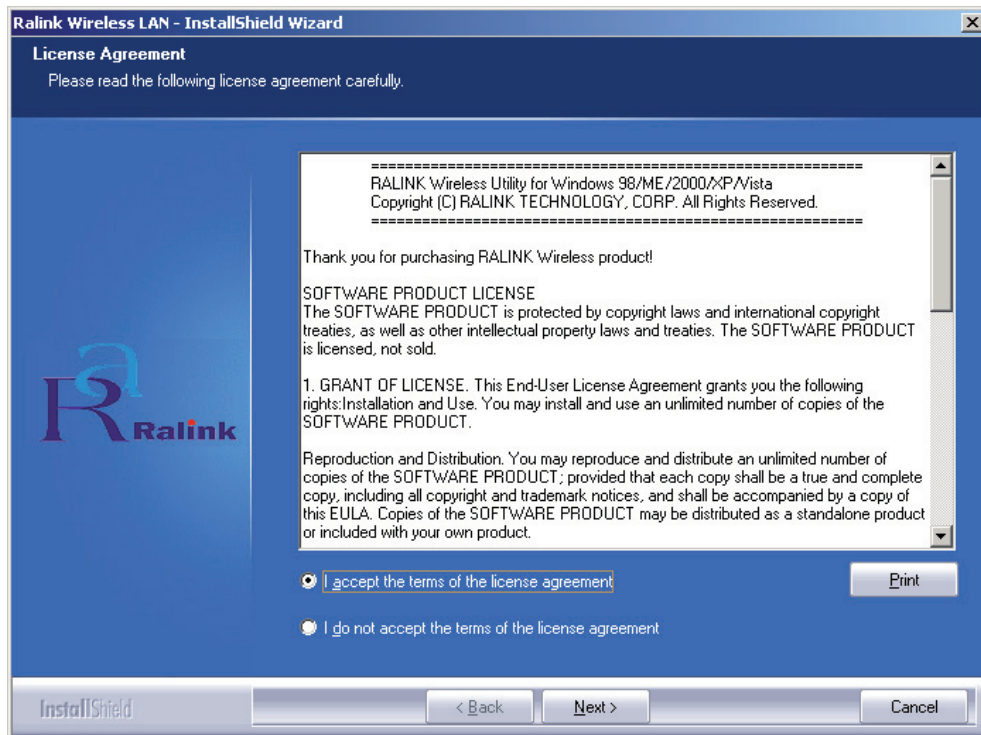 Ralink Wireless LAN - InstallShield Wizard
License Agreement
Please read the following license agreement carefully.
============================================================
RALINK Wireless Utility for Windows 98/ME/2000/XP/Vista
Copyright (C) RALINK TECHNOLOGY, CORP. All Rights Reserved.
============================================================
Thank you for purchasing RALINK Wireless product!
SOFTWARE PRODUCT LICENSE
The SOFTWARE PRODUCT is protected by copyright laws and international copyright
treaties, as well as other intellectual property laws and treaties. The SOFTWARE PRODUCT
is licensed, not sold.
1. GRANT OF LICENSE. This End-User License Agreement grants you the following
rights:Installation and Use. You may install and use an unlimited number of copies of the
SOFTWARE PRODUCT.
Reproduction and Distribution. You may reproduce and distribute an unlimited number of
copies of the SOFTWARE PRODUCT; provided that each copy shall be a true and complete
copy, including all copyright and trademark notices, and shall be accompanied by a copy of
this EULA. Copies of the SOFTWARE PRODUCT may be distributed as a standalone product
or included with your own product.
Ra Ralink
I accept the terms of the license agreement
Print
I do not accept the terms of the license agreement
InstallShield
< Back
Next >
Cancel